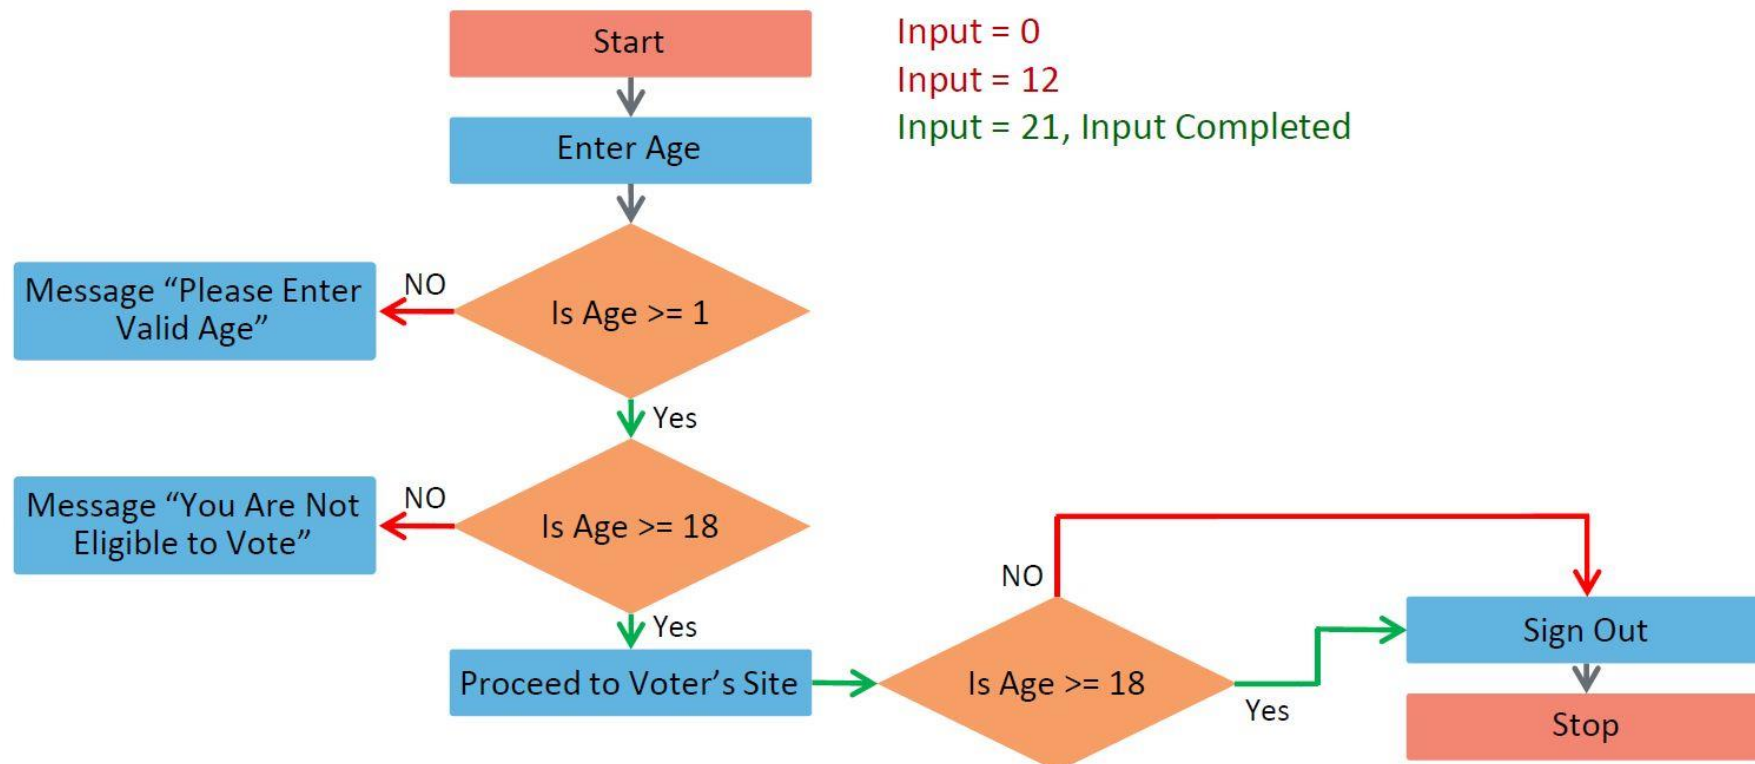 Start
Input = 0
Input = 12
Input = 21, Input Completed
Enter Age
NO
Message “Please Enter
Valid Age”
Is Age >= 1
Yes
NO
Message “You Are Not
Eligible to Vote”
Is Age >= 18
Yes
Proceed to Voter’s Site
NO
Is Age >= 18
Yes
Sign Out
Stop